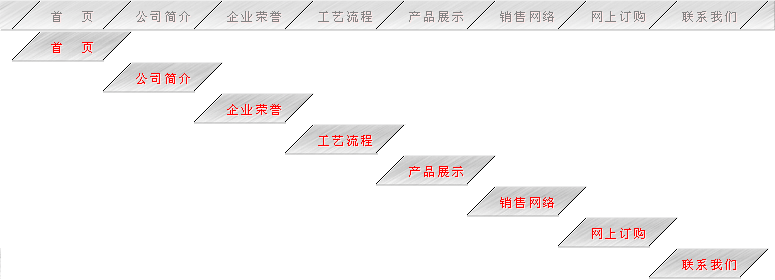 首 页 公司简介 企业荣誉 工艺流程 产品展示 销售网络 网上订购 联系我们
首 页
公司简介
企业荣誉
工艺流程
产品展示
销售网络
网上订购
联系我们